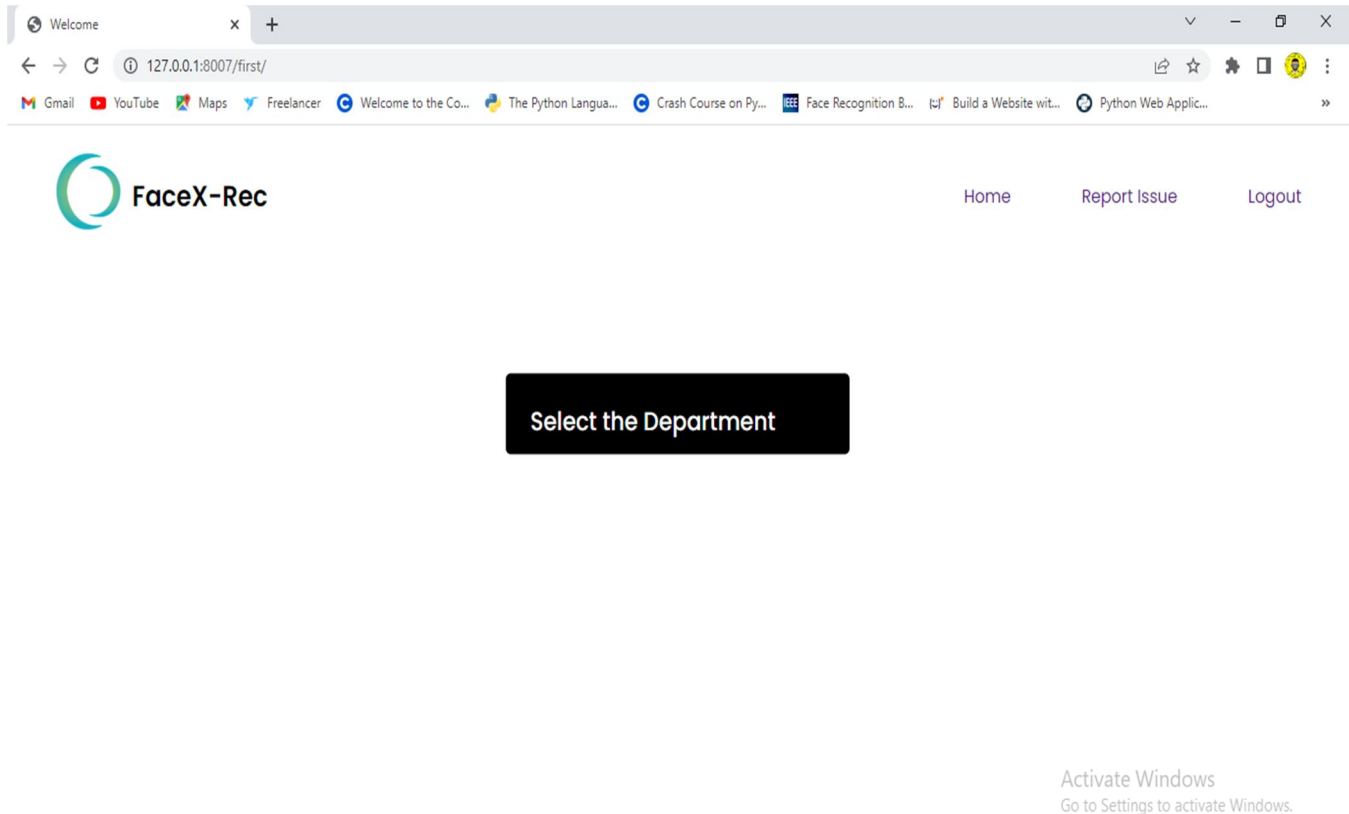 Welcome
127.0.0.1:8007/first/
Gmail YouTube Maps Freelancer Welcome to the Co... The Python Langua... Crash Course on Py... IEEE Face Recognition B... Build a Website wit... Python Web Applic...
FaceX-Rec Home Report Issue Logout
Select the Department
Activate Windows
Go to Settings to activate Windows.